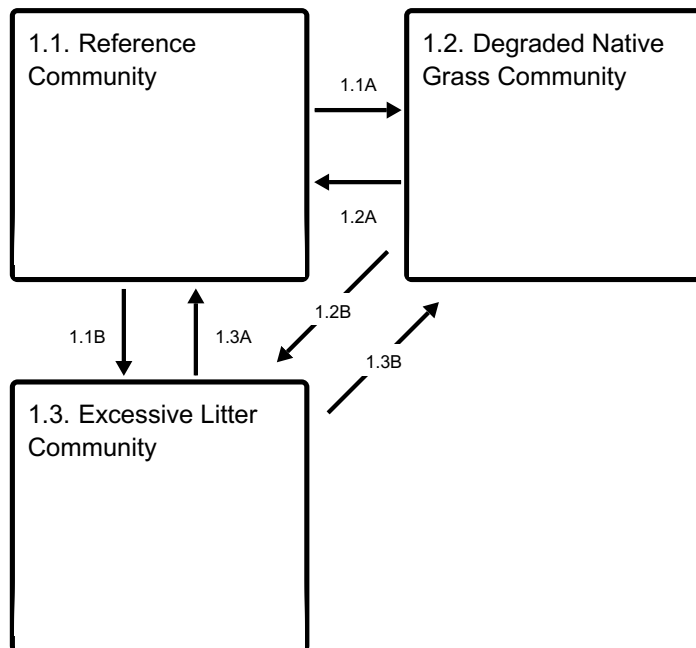 1.1. Reference
Community
1.2. Degraded Native
Grass Community
1.1A
1.2A
1.2B
1.1B
1.3A
1.3B
1.3. Excessive Litter
Community